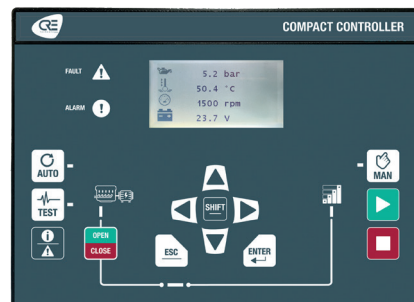 CRE
COMPACT CONTROLLER
FAULT
ALARM
5.2 bar
50.4 °C
1500 rpm
23.7 V
AUTO
MAN
TEST
SHIFT
OPEN
CLOSE
ESC
ENTER